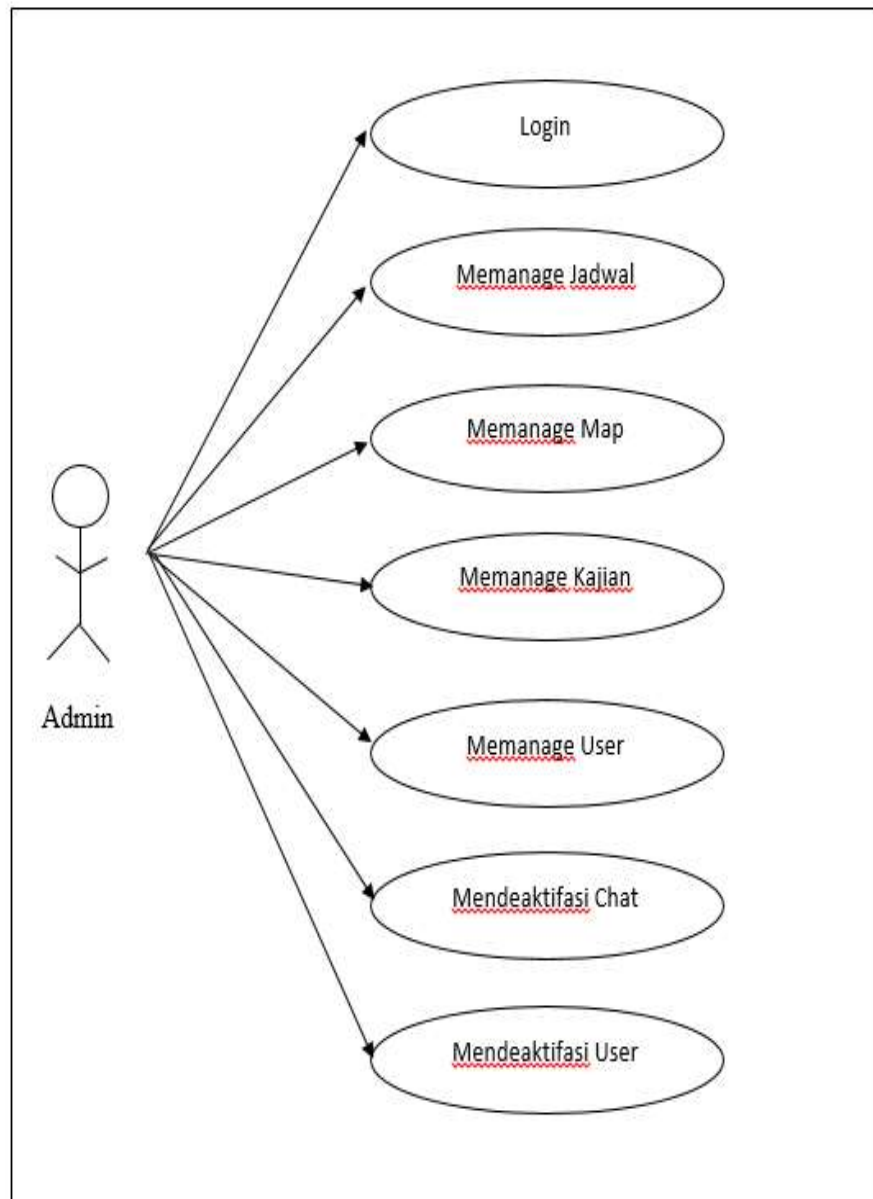 Login
Memanage Jadwal
Memanage Map
Memanage Kajian
Memanage User
Mendeaktifasi Chat
Mendeaktifasi User
Admin